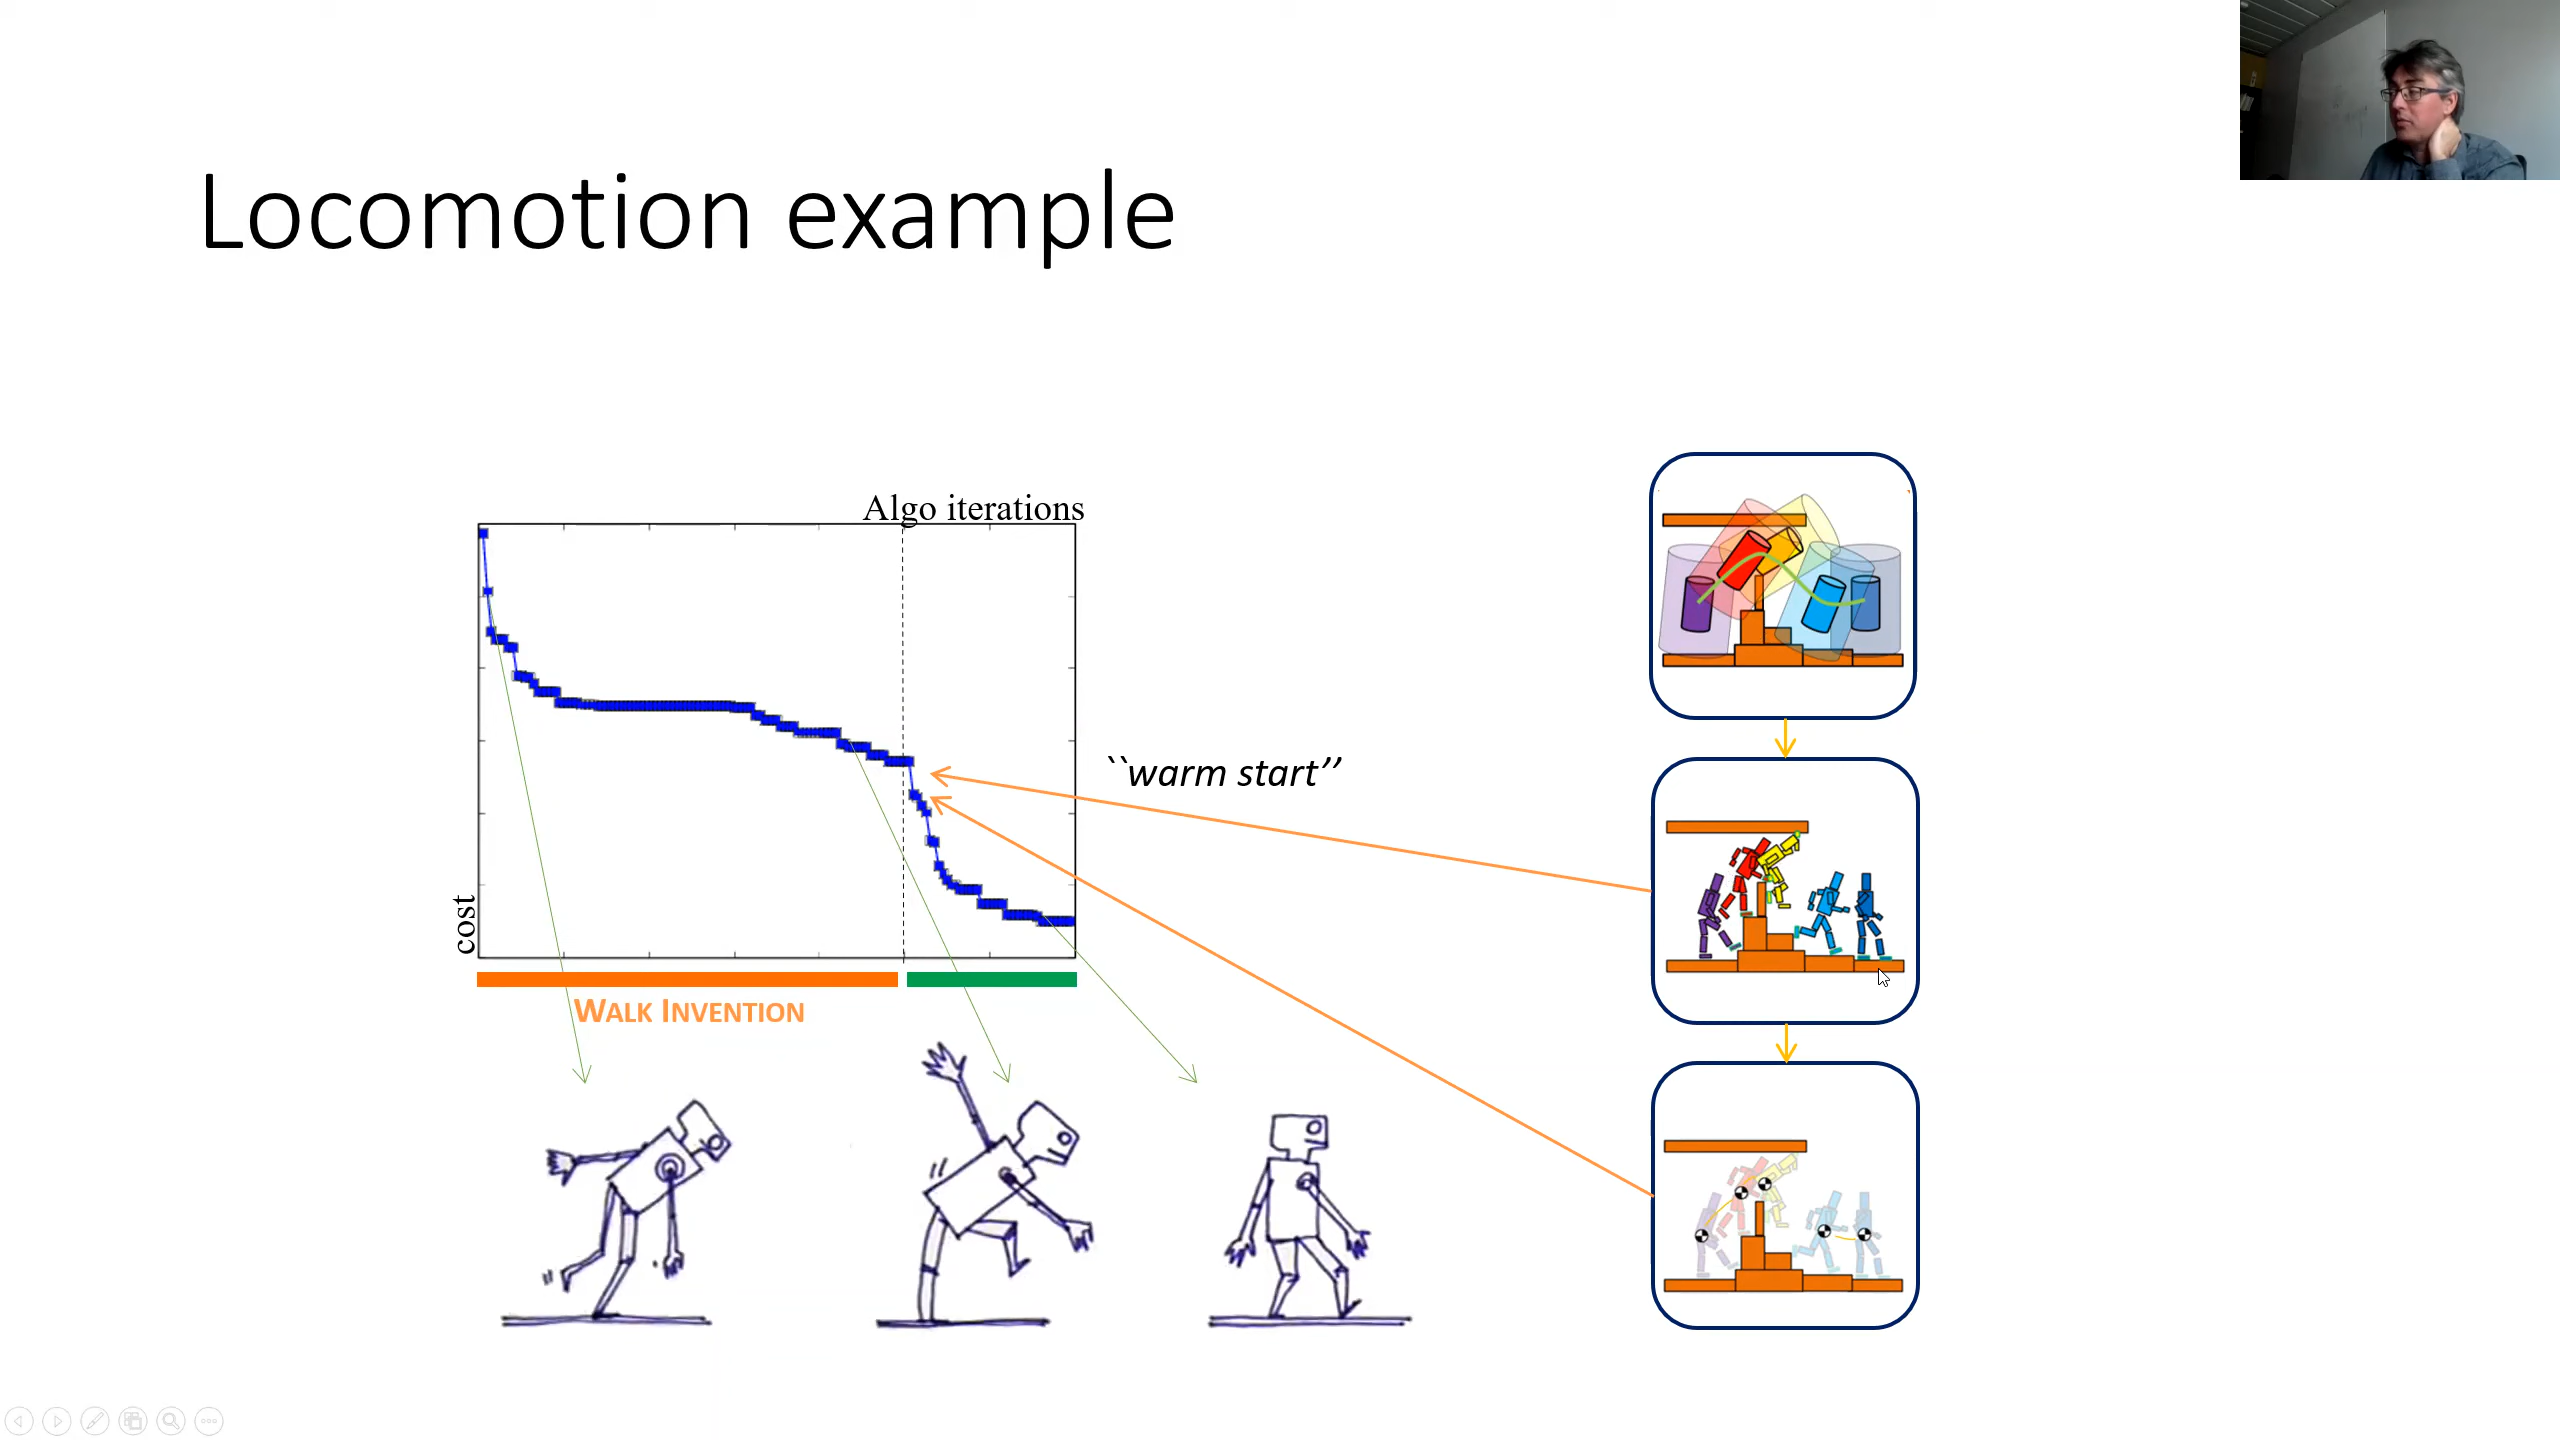 Locomotion example
Algo iterations
cost
``warm start’’
WALK INVENTION